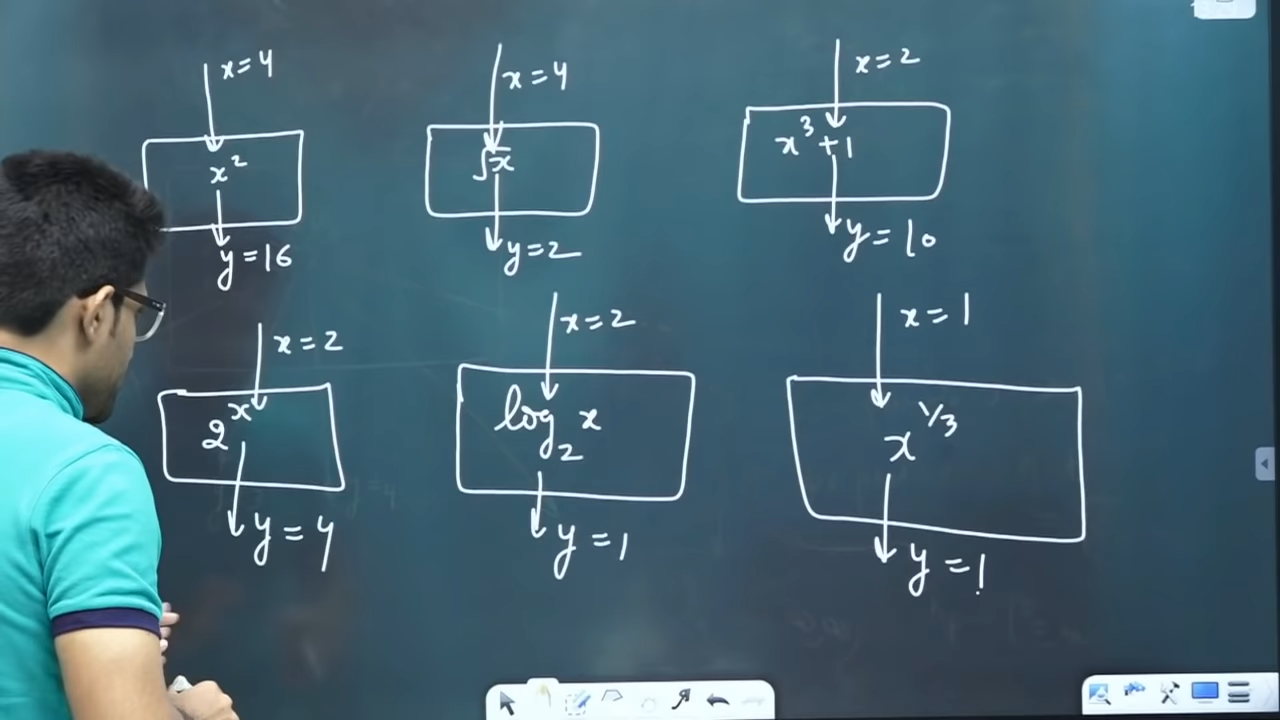 x=4
x²
y=16
x=4
√x
y=2
x=2
x³+1
y=10
x=2
2ˣ
y=4
x=2
log₂ x
y=1
x=1
x^1/3
y=1